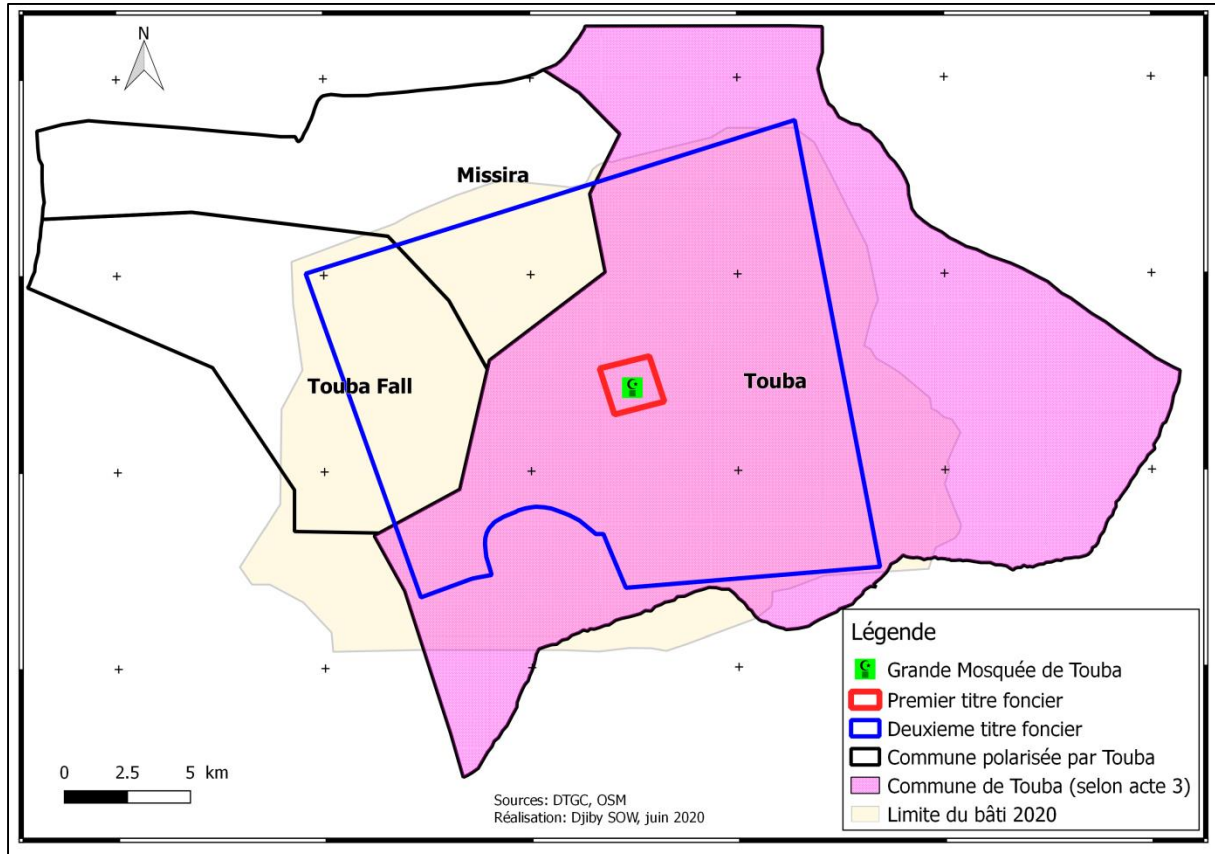 N
Missira
Touba Fall
Touba
Légende
Grande Mosquée de Touba
Premier titre foncier
Deuxieme titre foncier
Commune polarisée par Touba
Commune de Touba (selon acte 3)
Limite du bâti 2020
0 2.5 5 km
Sources: DTGC, OSM
Réalisation: Djiby SOW, juin 2020